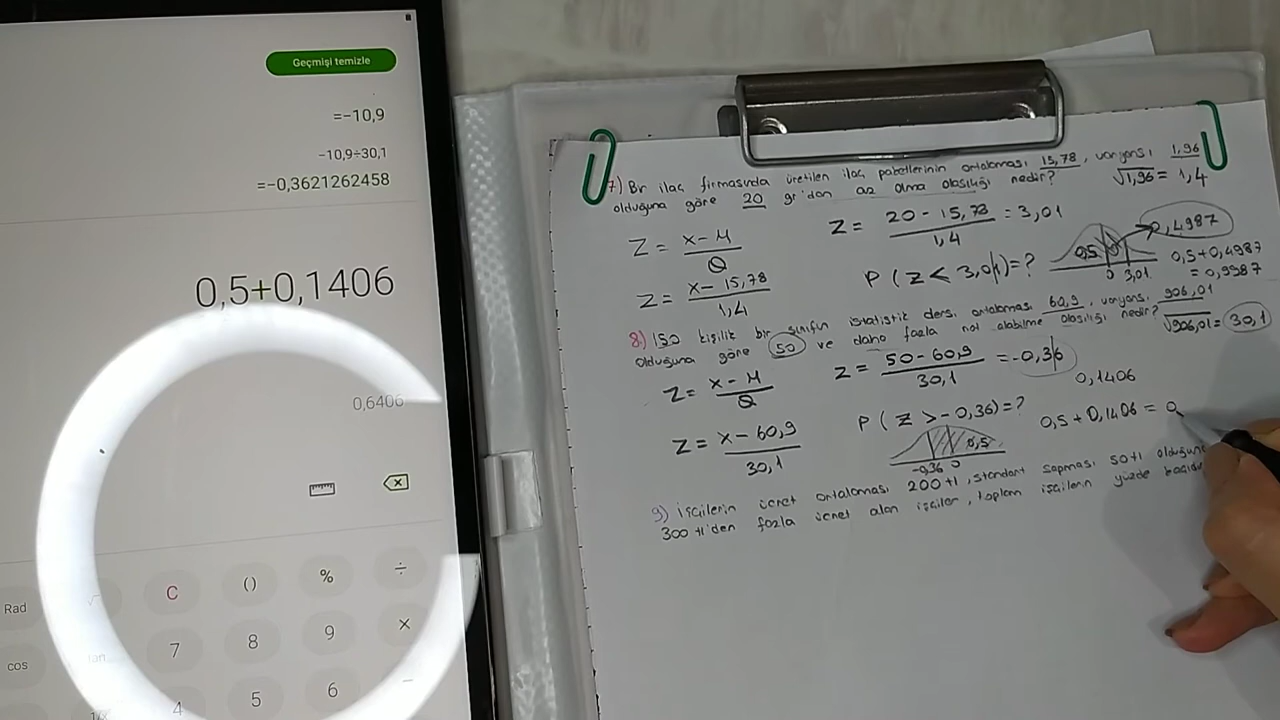 Geçmişi temizle
=−10,9
−10,9÷30,1
=−0,3621262458
0,5+0,1406
0,6406
Rad
C
()
%
÷
7
8
9
×
cos
tan
4
5
6
−
7) Bir ilaç firmasında üretilen ilaç paketlerinin ortalaması 15,78, varyansı 1,96
olduğuna göre 20 gr'dan az olma olasılığı nedir?
√1,96 = 1,4
Z = X - M / Q
Z = 20 - 15,78 / 1,4 = 3,01
Z = X - 15,78 / 1,4
P ( Z < 3,01) = ?
0,5
0,4987
0 3,01
0,5+0,4987
= 0,9987
8) 150 kişilik bir sınıfın istatistik dersi ortalaması 60,9, varyansı 906,01
olduğuna göre 50 ve daha fazla not alabilme olasılığı nedir?
√906,01 = 30,1
Z = X - M / Q
Z = 50 - 60,9 / 30,1 = -0,36
0,1406
Z = X - 60,9 / 30,1
P ( Z > - 0,36) = ?
0,5
-0,36 0
0,5 + 0,1406 = 0
9) İşçilerin ücret ortalaması 200 tl, standart sapması 50 tl
300 tl'den fazla ücret alan işçiler, toplam işçilerin yüzde